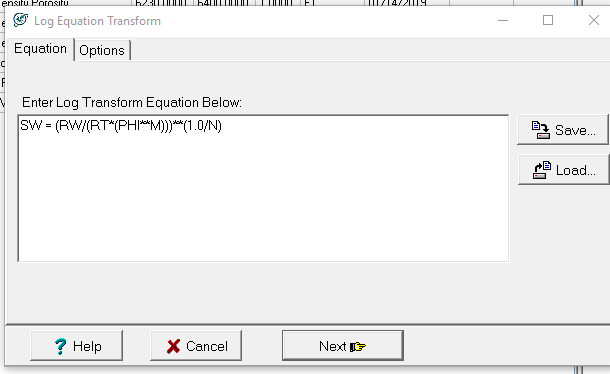 ensity Porosity 6230.0000 6400.0000 1.0000 FT 10/14/2019
Log Equation Transform
Equation Options
Enter Log Transform Equation Below:
SW = (RW/(RT*(PHI**M)))**(1.0/N)
Save...
Load...
? Help
Cancel
Next